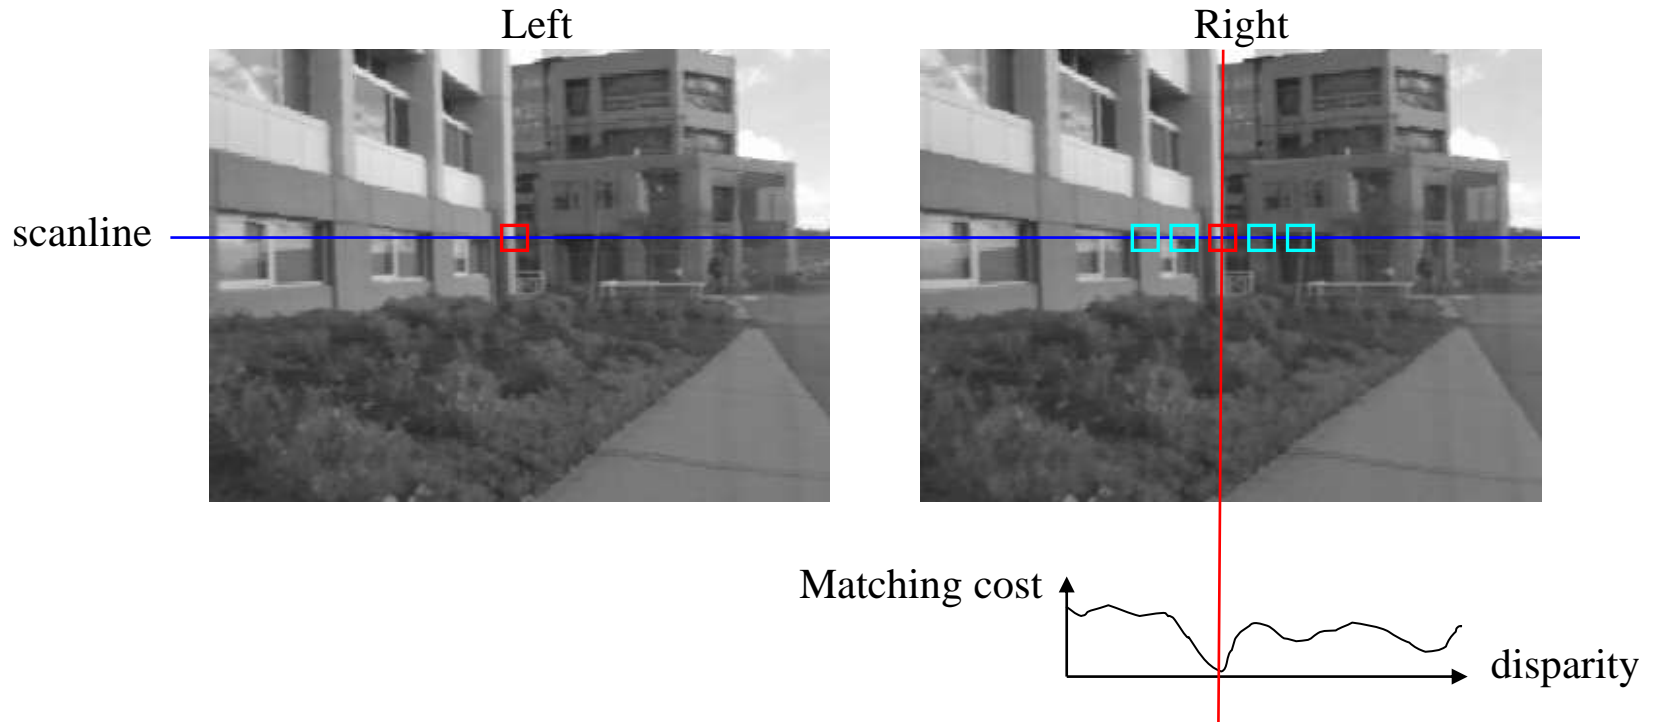 Left
Right
scanline
Matching cost
disparity